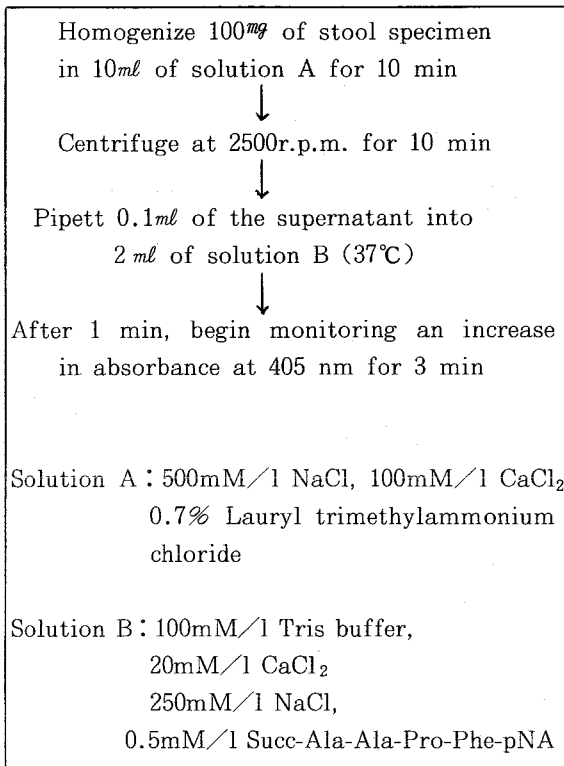 Homogenize 100㎎ of stool specimen
in 10㎖ of solution A for 10 min
↓
Centrifuge at 2500r.p.m. for 10 min
↓
Pipett 0.1㎖ of the supernatant into
2 ㎖ of solution B (37℃)
↓
After 1 min, begin monitoring an increase
in absorbance at 405 nm for 3 min
Solution A：500mM／l NaCl, 100mM／l CaCl₂
0.7% Lauryl trimethylammonium
chloride
Solution B：100mM／l Tris buffer,
20mM／l CaCl₂
250mM／l NaCl,
0.5mM／l Succ-Ala-Ala-Pro-Phe-pNA